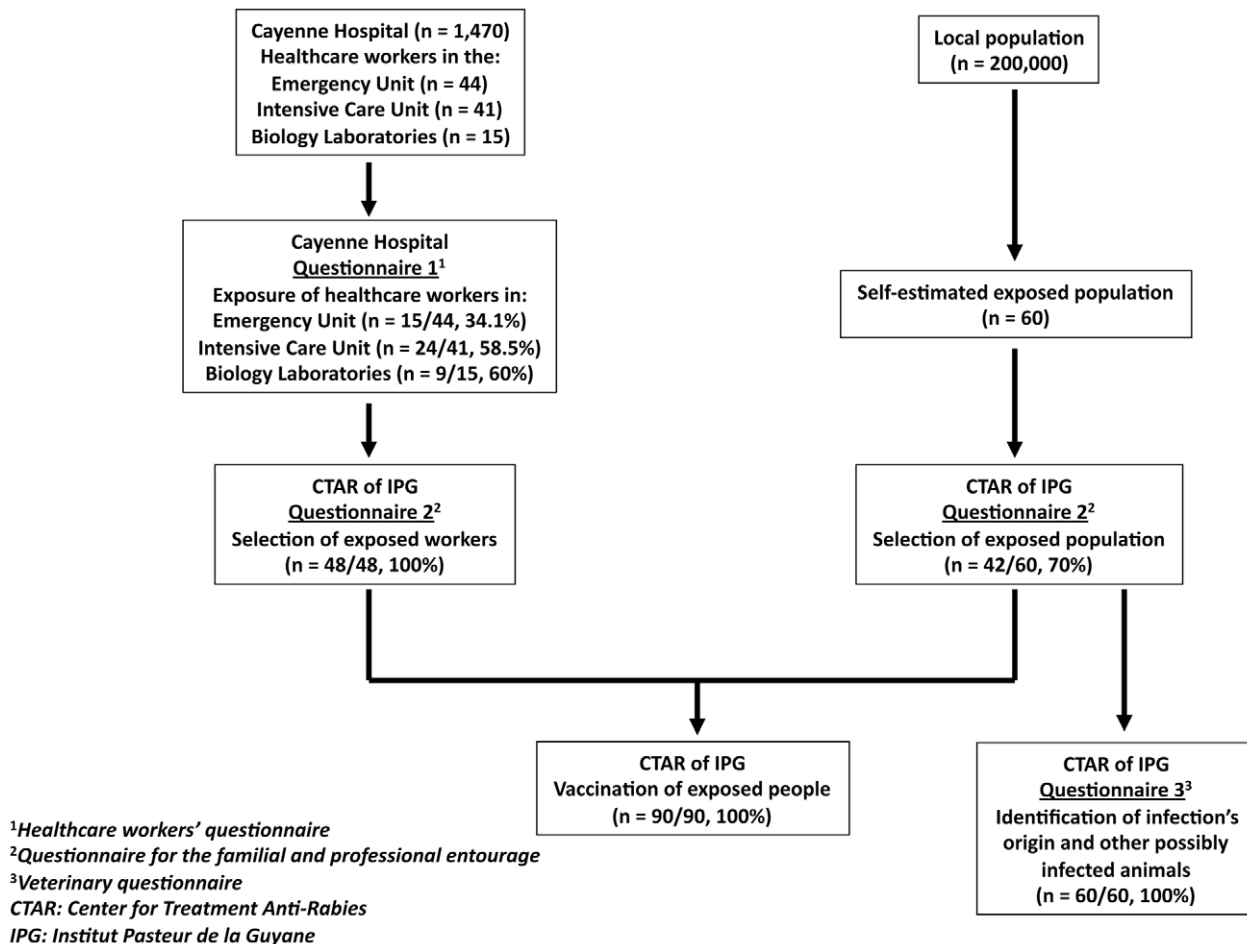 Cayenne Hospital (n = 1,470)
Healthcare workers in the:
Emergency Unit (n = 44)
Intensive Care Unit (n = 41)
Biology Laboratories (n = 15)
Local population
(n = 200,000)
Cayenne Hospital
Questionnaire 1¹
Exposure of healthcare workers in:
Emergency Unit (n = 15/44, 34.1%)
Intensive Care Unit (n = 24/41, 58.5%)
Biology Laboratories (n = 9/15, 60%)
Self-estimated exposed population
(n = 60)
CTAR of IPG
Questionnaire 2²
Selection of exposed workers
(n = 48/48, 100%)
CTAR of IPG
Questionnaire 2²
Selection of exposed population
(n = 42/60, 70%)
CTAR of IPG
Vaccination of exposed people
(n = 90/90, 100%)
CTAR of IPG
Questionnaire 3³
Identification of infection's
origin and other possibly
infected animals
(n = 60/60, 100%)
¹Healthcare workers' questionnaire
²Questionnaire for the familial and professional entourage
³Veterinary questionnaire
CTAR: Center for Treatment Anti-Rabies
IPG: Institut Pasteur de la Guyane